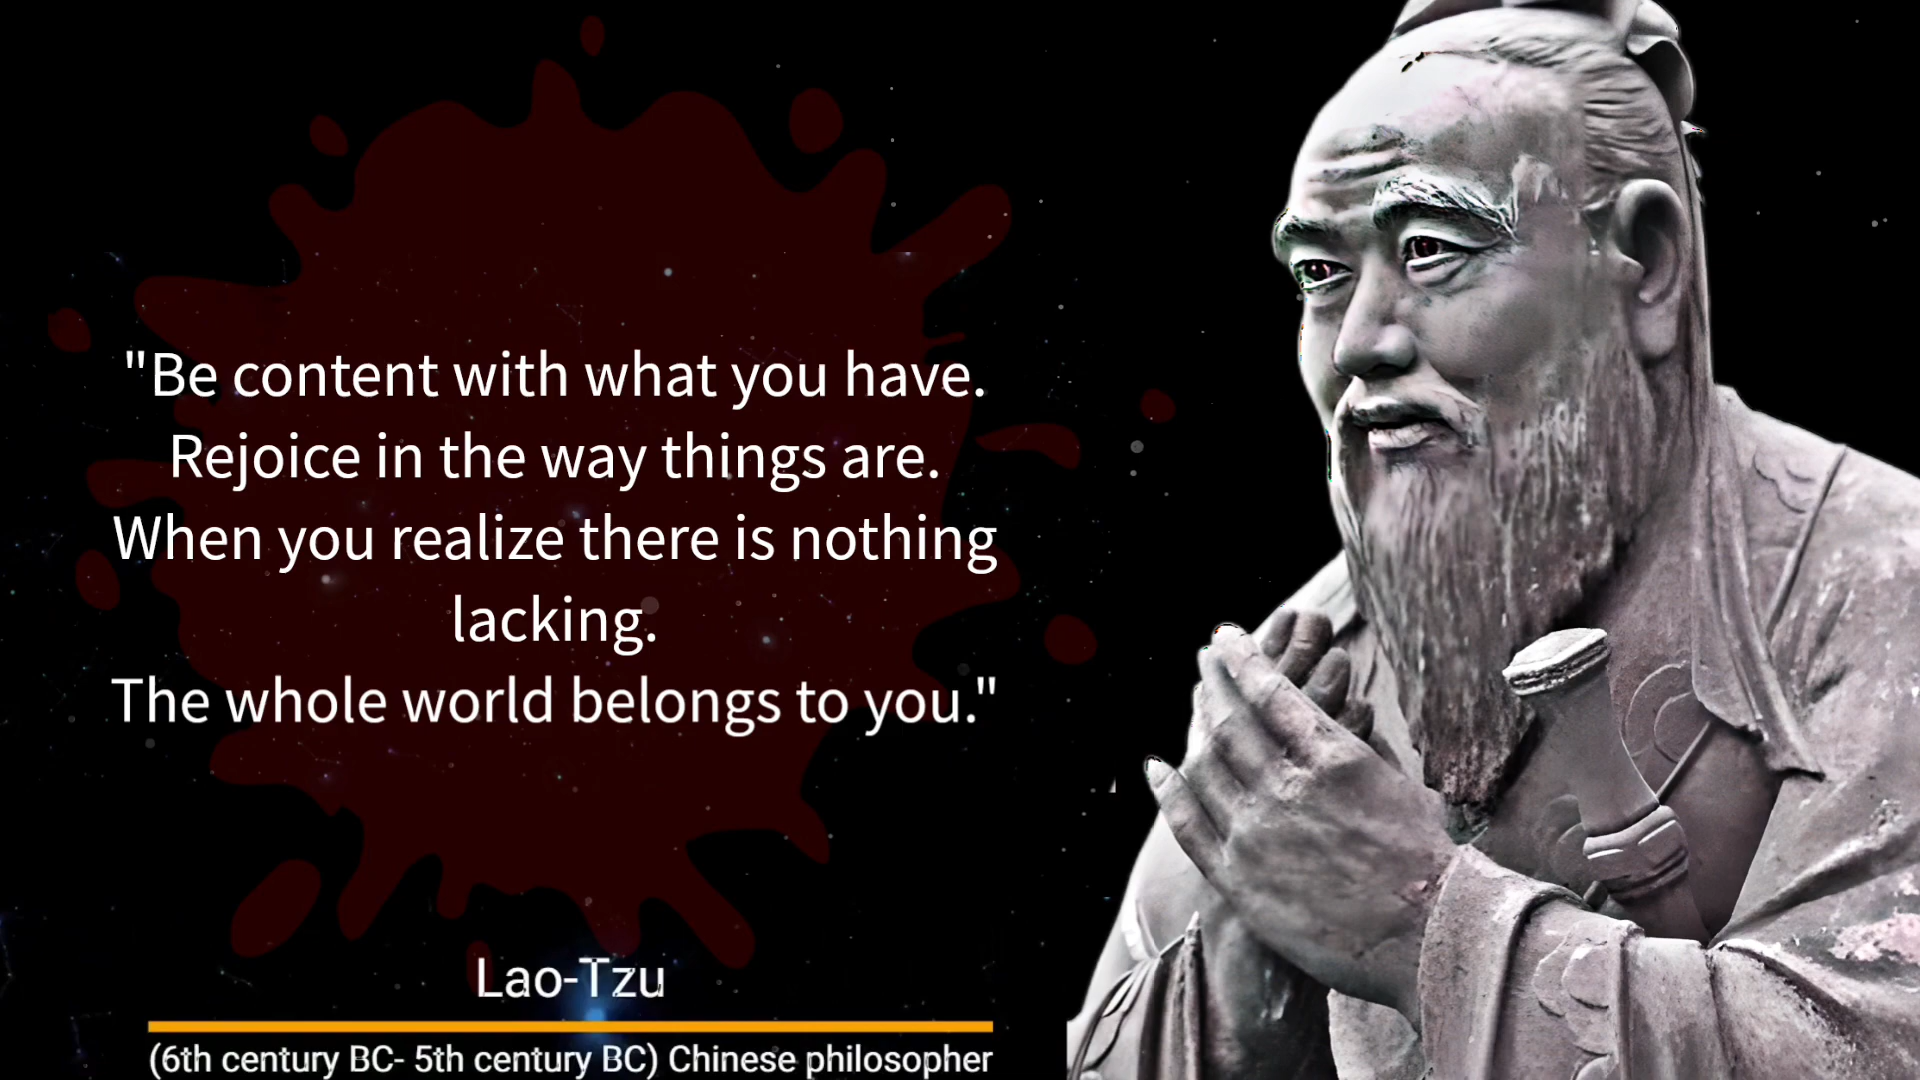 "Be content with what you have.
Rejoice in the way things are.
When you realize there is nothing
lacking.
The whole world belongs to you."
Lao-Tzu
(6th century BC- 5th century BC) Chinese philosopher